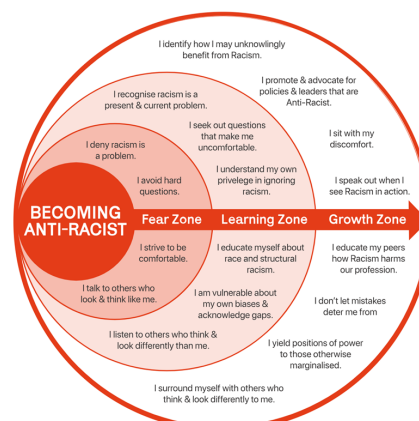 I identify how I may unknowingly
benefit from Racism.
I recognise racism is a
present & current problem.
I promote & advocate for
policies & leaders that are
Anti-Racist.
I seek out questions
that make me
uncomfortable.
I deny racism is
a problem.
I sit with my
discomfort.
I avoid hard
questions.
I understand my own
privelege in ignoring
racism.
I speak out when I
see Racism in action.
BECOMING
ANTI-RACIST
Fear Zone
Learning Zone
Growth Zone
I strive to be
comfortable.
I educate myself about
race and structural
racism.
I educate my peers
how Racism harms
our profession.
I talk to others who
look & think like me.
I am vulnerable about
my own biases &
acknowledge gaps.
I don't let mistakes
deter me from
I listen to others who think &
look differently than me.
I yield positions of
power to those otherwise
marginalised.
I surround myself with others who
think & look differently to me.